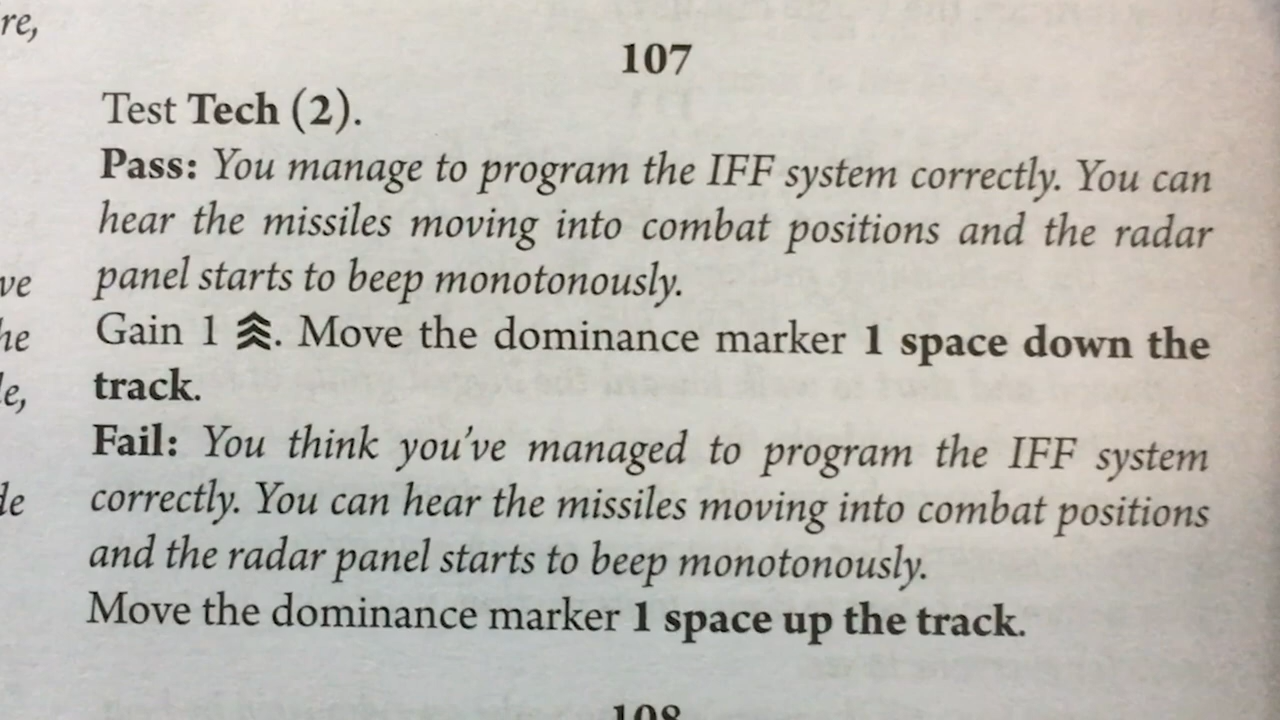 re,
107
Test Tech (2).
Pass: You manage to program the IFF system correctly. You can
hear the missiles moving into combat positions and the radar
panel starts to beep monotonously.
Gain 1 . Move the dominance marker 1 space down the
track.
Fail: You think you've managed to program the IFF system
correctly. You can hear the missiles moving into combat positions
and the radar panel starts to beep monotonously.
Move the dominance marker 1 space up the track.
ve
he
le,
de
108